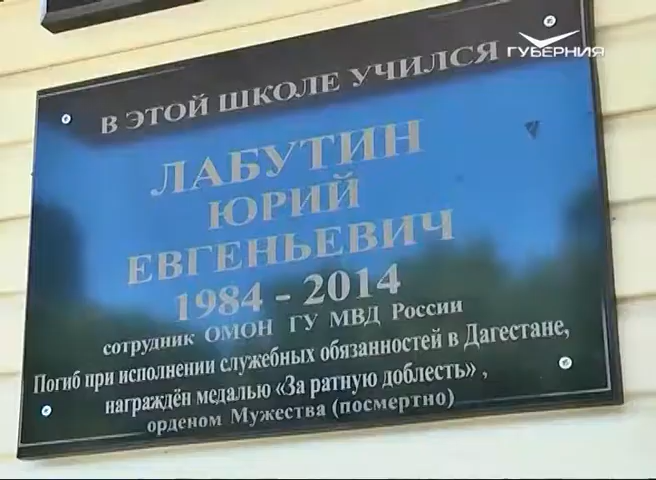 ГУБЕРНИЯ
В ЭТОЙ ШКОЛЕ УЧИЛСЯ
ЛАБУТИН
ЮРИЙ
ЕВГЕНЬЕВИЧ
1984 - 2014
сотрудник ОМОН ГУ МВД России
Погиб при исполнении служебных обязанностей в Дагестане,
награждён медалью «За ратную доблесть» ,
орденом Мужества (посмертно)